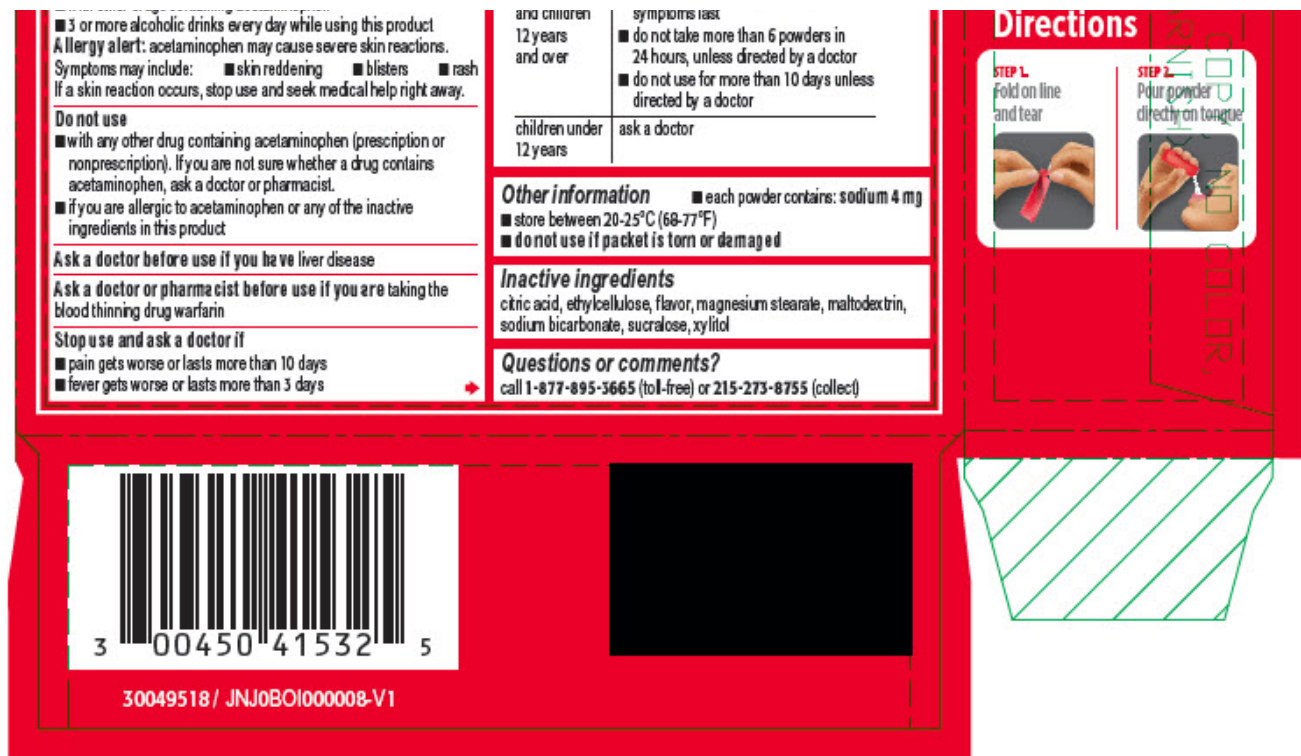 ■ 3 or more alcoholic drinks every day while using this product
Allergy alert: acetaminophen may cause severe skin reactions.
Symptoms may include: ■ skin reddening ■ blisters ■ rash
If a skin reaction occurs, stop use and seek medical help right away.
Do not use
■ with any other drug containing acetaminophen (prescription or
nonprescription). If you are not sure whether a drug contains
acetaminophen, ask a doctor or pharmacist.
■ if you are allergic to acetaminophen or any of the inactive
ingredients in this product
Ask a doctor before use if you have liver disease
Ask a doctor or pharmacist before use if you are taking the
blood thinning drug warfarin
Stop use and ask a doctor if
■ pain gets worse or lasts more than 10 days
■ fever gets worse or lasts more than 3 days
and children
12 years
and over
symptoms last
■ do not take more than 6 powders in
24 hours, unless directed by a doctor
■ do not use for more than 10 days unless
directed by a doctor
children under
12 years
ask a doctor
Other information ■ each powder contains: sodium 4 mg
■ store between 20-25°C (68-77°F)
■ do not use if packet is torn or damaged
Inactive ingredients
citric acid, ethylcellulose, flavor, magnesium stearate, maltodextrin,
sodium bicarbonate, sucralose, xylitol
Questions or comments?
call 1-877-895-3665 (toll-free) or 215-273-8755 (collect)
Directions
STEP 1.
Fold on line
and tear
STEP 2.
Pour powder
directly on tongue
COPY, NO COLOR,
3 00450 41532 5
30049518 / JNJ0BOI000008-V1